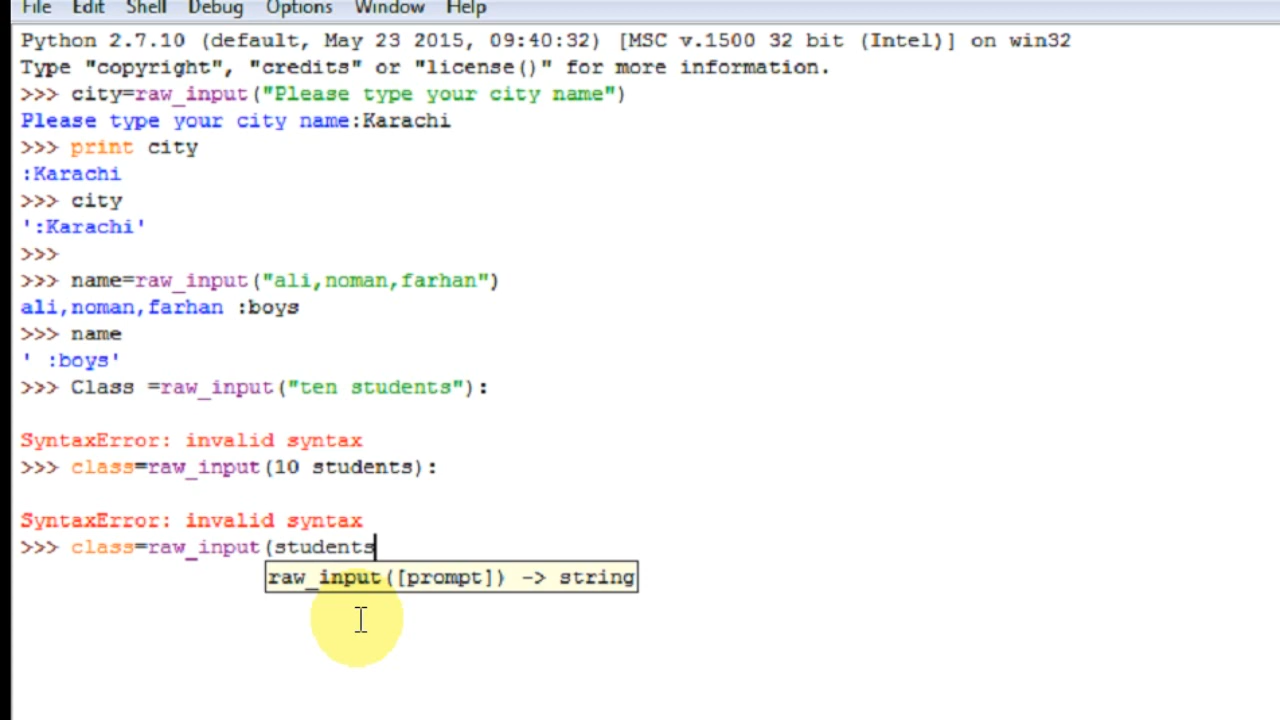 File Edit Shell Debug Options Window Help
Python 2.7.10 (default, May 23 2015, 09:40:32) [MSC v.1500 32 bit (Intel)] on win32
Type "copyright", "credits" or "license()" for more information.
>>> city=raw_input("Please type your city name")
Please type your city name:Karachi
>>> print city
:Karachi
>>> city
':Karachi'
>>>
>>> name=raw_input("ali,noman,farhan")
ali,noman,farhan :boys
>>> name
' :boys'
>>> Class =raw_input("ten students"):
SyntaxError: invalid syntax
>>> class=raw_input(10 students):
SyntaxError: invalid syntax
>>> class=raw_input(students
raw_input([prompt]) -> string